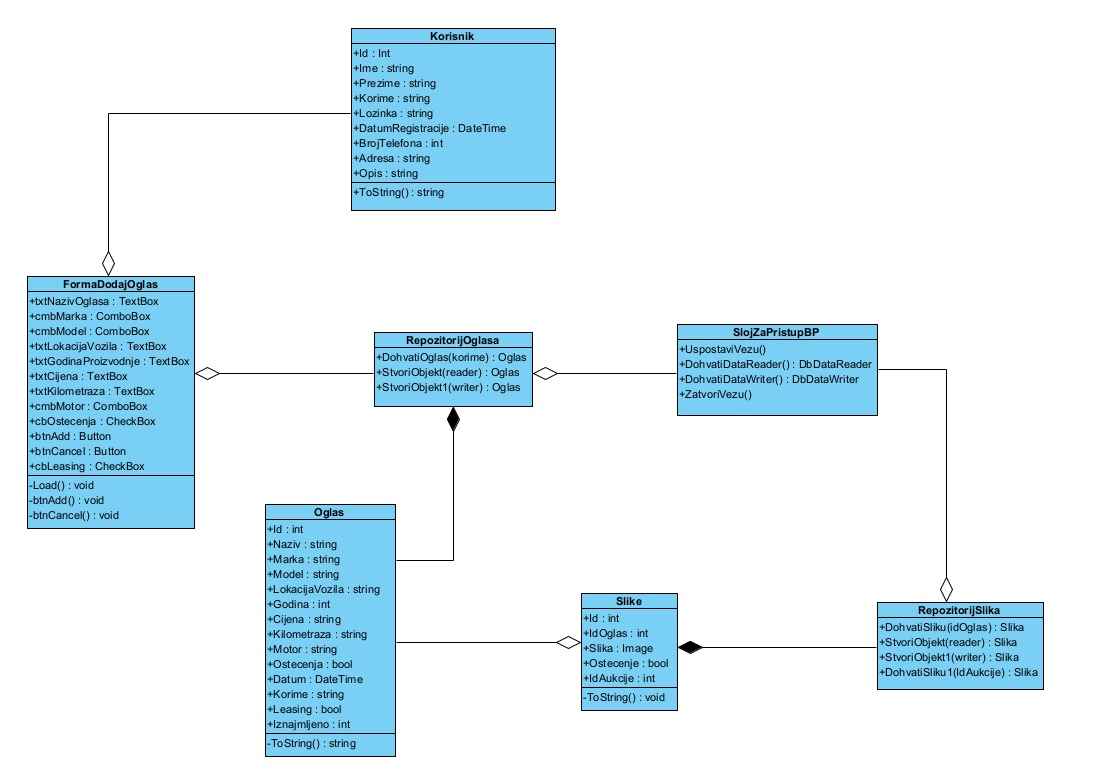 Korisnik
+Id : Int
+Ime : string
+Prezime : string
+Korime : string
+Lozinka : string
+DatumRegistracije : DateTime
+BrojTelefona : int
+Adresa : string
+Opis : string
+ToString() : string
FormaDodajOglas
+txtNazivOglasa : TextBox
+cmbMarka : ComboBox
+cmbModel : ComboBox
+txtLokacijaVozila : TextBox
+txtGodinaProizvodnje : TextBox
+txtCijena : TextBox
+txtKilometraza : TextBox
+cmbMotor : ComboBox
+cbOstecenja : CheckBox
+btnAdd : Button
+btnCancel : Button
+cbLeasing : CheckBox
-Load() : void
-btnAdd() : void
-btnCancel() : void
RepozitorijOglasa
+DohvatiOglas(korime) : Oglas
+StvoriObjekt(reader) : Oglas
+StvoriObjekt1(writer) : Oglas
SlojZaPristupBP
+UspostaviVezu()
+DohvatiDataReader() : DbDataReader
+DohvatiDataWriter() : DbDataWriter
+ZatvoriVezu()
Oglas
+Id : int
+Naziv : string
+Marka : string
+Model : string
+LokacijaVozila : string
+Godina : int
+Cijena : string
+Kilometraza : string
+Motor : string
+Ostecenja : bool
+Datum : DateTime
+Korime : string
+Leasing : bool
+Iznajmljeno : int
-ToString() : string
Slike
+Id : int
+IdOglas : int
+Slika : Image
+Ostecenje : bool
+IdAukcije : int
-ToString() : void
RepozitorijSlika
+DohvatiSliku(idOglas) : Slika
+StvoriObjekt(reader) : Slika
+StvoriObjekt1(writer) : Slika
+DohvatiSliku1(IdAukcije) : Slika